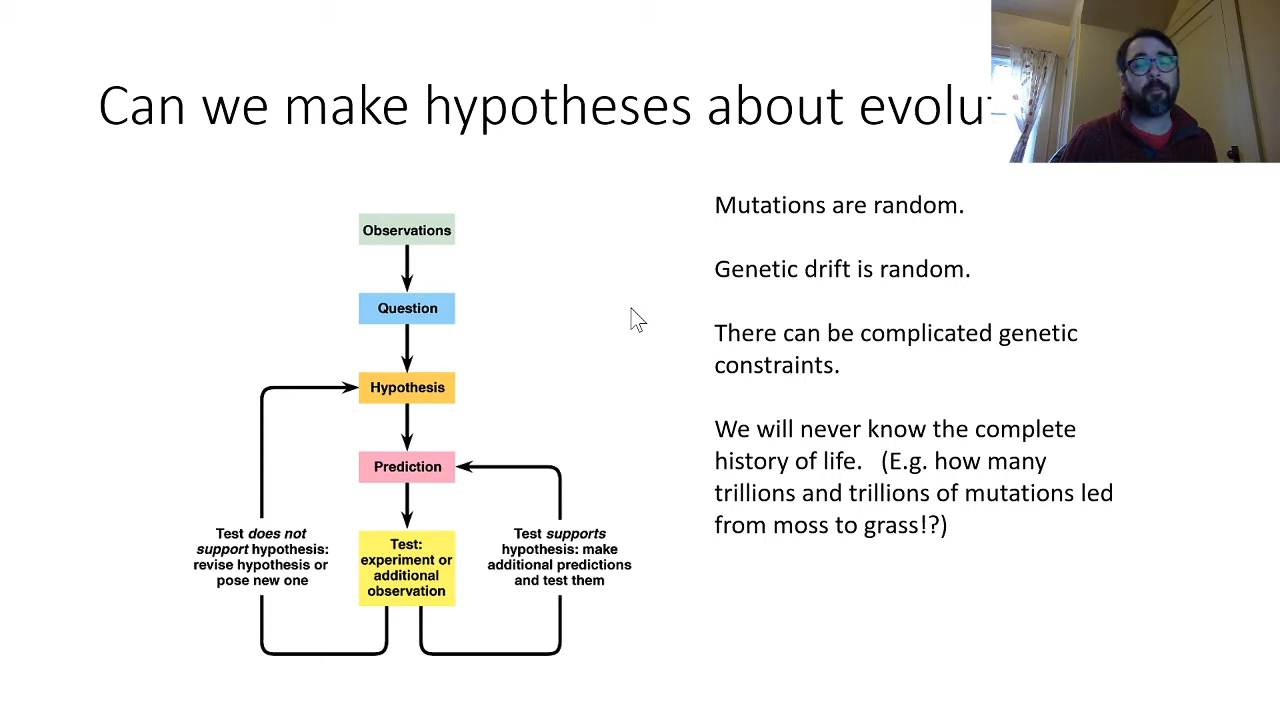 Can we make hypotheses about evolut
Observations
Question
Hypothesis
Prediction
Test:
experiment or
additional
observation
Test does not
support hypothesis:
revise hypothesis or
pose new one
Test supports
hypothesis: make
additional predictions
and test them
Mutations are random.
Genetic drift is random.
There can be complicated genetic
constraints.
We will never know the complete
history of life. (E.g. how many
trillions and trillions of mutations led
from moss to grass!?)